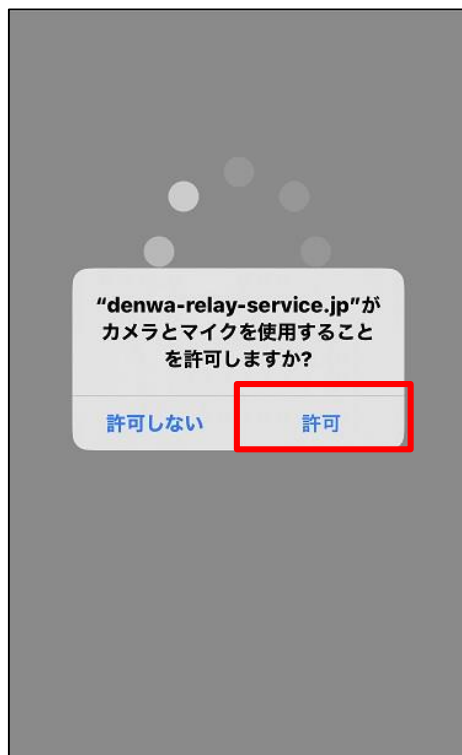 “denwa-relay-service.jp”が
カメラとマイクを使用すること
を許可しますか?
許可しない
許可